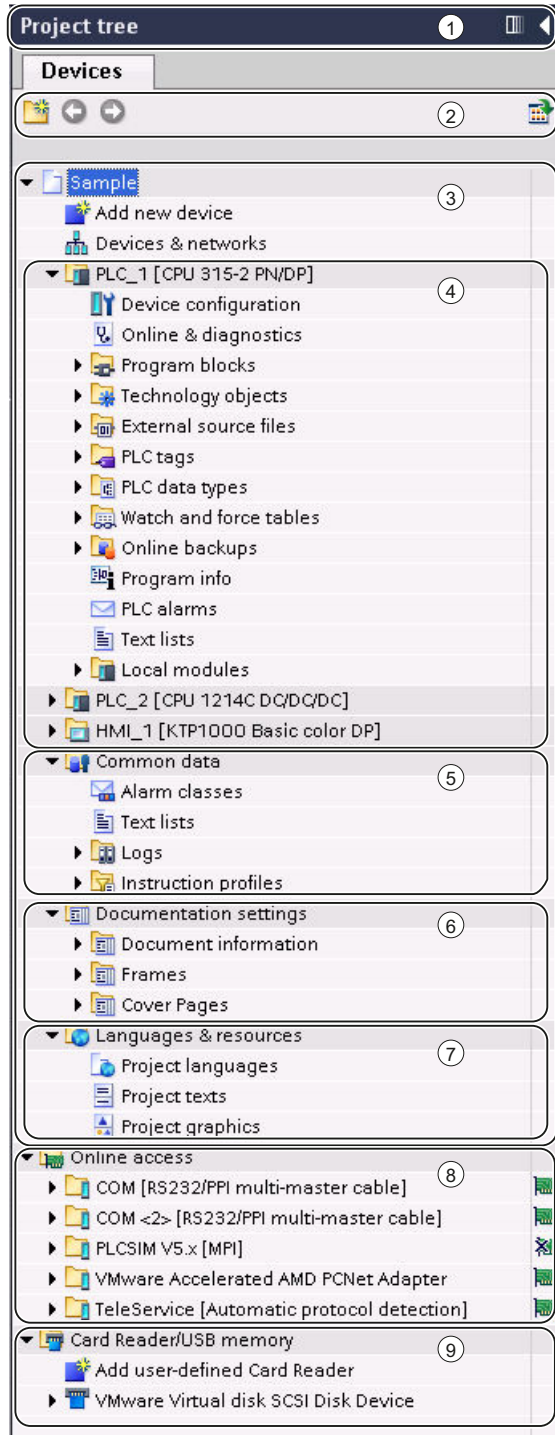 Project tree ①
Devices
②
Sample ③
Add new device
Devices & networks
PLC_1 [CPU 315-2 PN/DP] ④
Device configuration
Online & diagnostics
Program blocks
Technology objects
External source files
PLC tags
PLC data types
Watch and force tables
Online backups
Program info
PLC alarms
Text lists
Local modules
PLC_2 [CPU 1214C DC/DC/DC]
HMI_1 [KTP1000 Basic color DP]
Common data ⑤
Alarm classes
Text lists
Logs
Instruction profiles
Documentation settings ⑥
Document information
Frames
Cover Pages
Languages & resources ⑦
Project languages
Project texts
Project graphics
Online access ⑧
COM [RS232/PPI multi-master cable]
COM <2> [RS232/PPI multi-master cable]
PLCSIM V5.x [MPI]
VMware Accelerated AMD PCNet Adapter
TeleService [Automatic protocol detection]
Card Reader/USB memory ⑨
Add user-defined Card Reader
VMware Virtual disk SCSI Disk Device